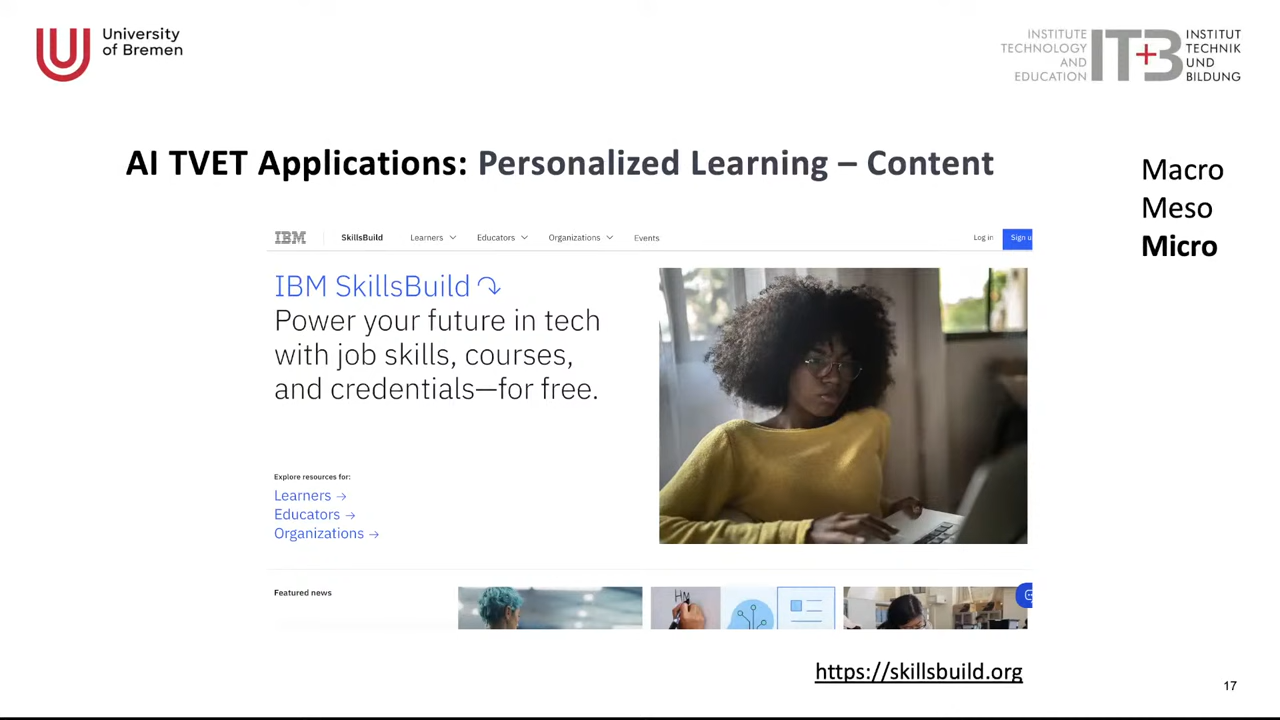 University
of Bremen
INSTITUTE
TECHNOLOGY
AND
EDUCATION
IT+B
INSTITUT
TECHNIK
UND
BILDUNG
AI TVET Applications: Personalized Learning – Content
Macro
Meso
Micro
IBM
SkillsBuild
Learners
Educators
Organizations
Events
Log in
Sign u
IBM SkillsBuild
Power your future in tech
with job skills, courses,
and credentials—for free.
Explore resources for:
Learners →
Educators →
Organizations →
Featured news
https://skillsbuild.org
17